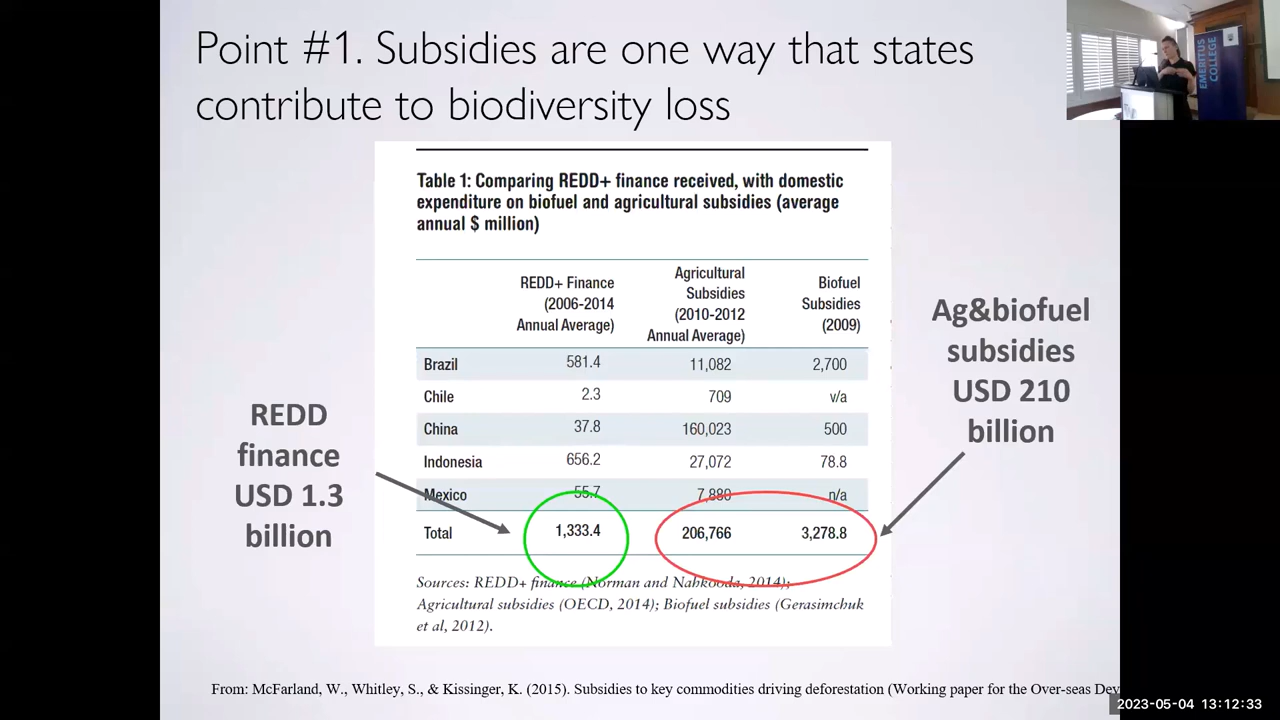 Point #1. Subsidies are one way that states
contribute to biodiversity loss
EMERITUS
COLLEGE
Table 1: Comparing REDD+ finance received, with domestic
expenditure on biofuel and agricultural subsidies (average
annual $ million)
REDD+ Finance
(2006-2014
Annual Average)
Agricultural
Subsidies
(2010-2012
Annual Average)
Biofuel
Subsidies
(2009)
Brazil 581.4 11,082 2,700
Chile 2.3 709 v/a
China 37.8 160,023 500
Indonesia 656.2 27,072 78.8
Mexico 55.7 7,880 n/a
Total 1,333.4 206,766 3,278.8
Sources: REDD+ finance (Norman and Nahkooda, 2014);
Agricultural subsidies (OECD, 2014); Biofuel subsidies (Gerasimchuk
et al, 2012).
REDD
finance
USD 1.3
billion
Ag&biofuel
subsidies
USD 210
billion
From: McFarland, W., Whitley, S., & Kissinger, K. (2015). Subsidies to key commodities driving deforestation (Working paper for the Over-seas Dev
2023-05-04 13:12:33